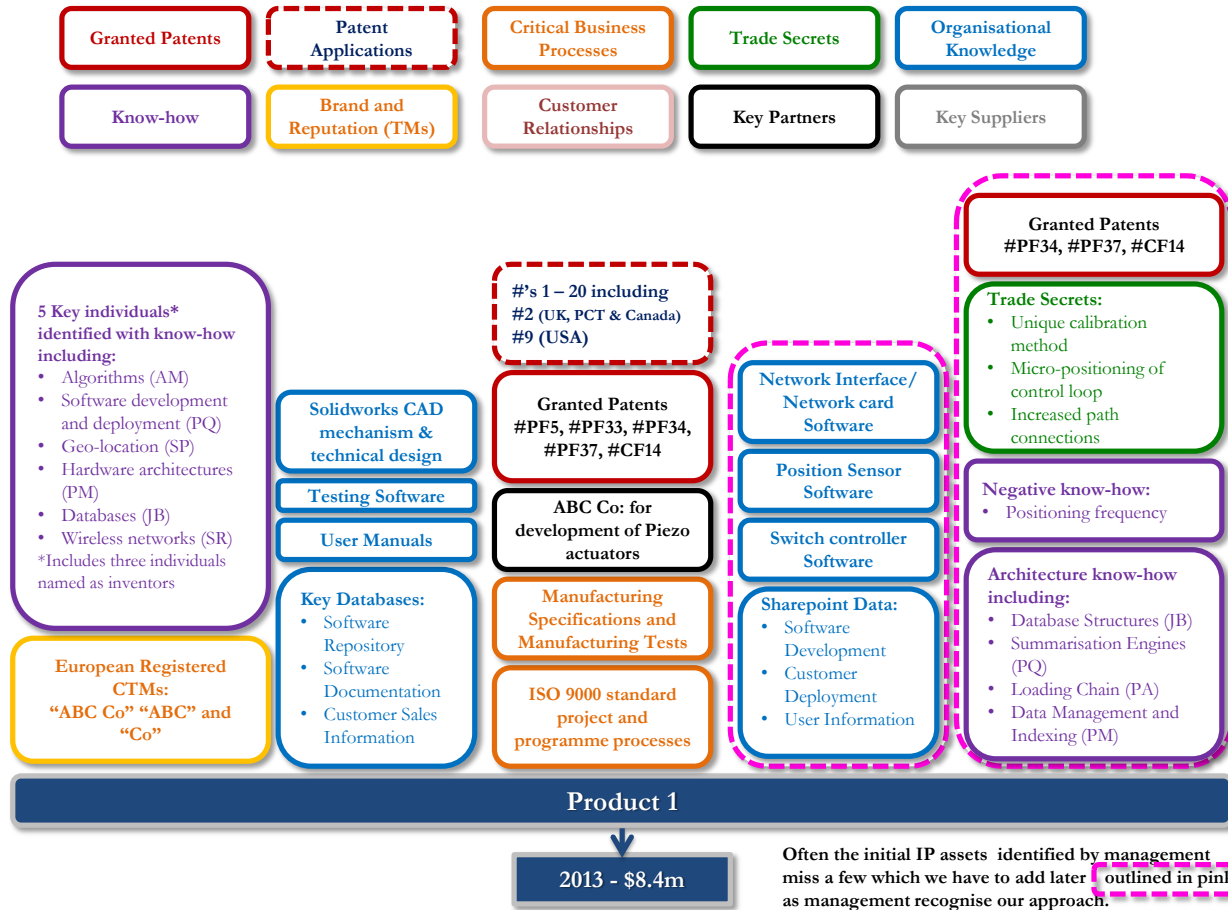 Granted Patents
Patent
Applications
Critical Business
Processes
Trade Secrets
Organisational
Knowledge
Know-how
Brand and
Reputation (TMs)
Customer
Relationships
Key Partners
Key Suppliers
5 Key individuals*
identified with know-how
including:
• Algorithms (AM)
• Software development
and deployment (PQ)
• Geo-location (SP)
• Hardware architectures
(PM)
• Databases (JB)
• Wireless networks (SR)
*Includes three individuals
named as inventors
European Registered
CTMs:
“ABC Co” “ABC” and
“Co”
Solidworks CAD
mechanism &
technical design
Testing Software
User Manuals
Key Databases:
• Software
Repository
• Software
Documentation
• Customer Sales
Information
#’s 1 – 20 including
#2 (UK, PCT & Canada)
#9 (USA)
Granted Patents
#PF5, #PF33, #PF34,
#PF37, #CF14
ABC Co: for
development of Piezo
actuators
Manufacturing
Specifications and
Manufacturing Tests
ISO 9000 standard
project and
programme processes
Network Interface/
Network card
Software
Position Sensor
Software
Switch controller
Software
Sharepoint Data:
• Software
Development
• Customer
Deployment
• User Information
Granted Patents
#PF34, #PF37, #CF14
Trade Secrets:
• Unique calibration
method
• Micro-positioning of
control loop
• Increased path
connections
Negative know-how:
• Positioning frequency
Architecture know-how
including:
• Database Structures (JB)
• Summarisation Engines
(PQ)
• Loading Chain (PA)
• Data Management and
Indexing (PM)
Product 1
2013 - $8.4m
Often the initial IP assets identified by management
miss a few which we have to add later outlined in pink
as management recognise our approach.